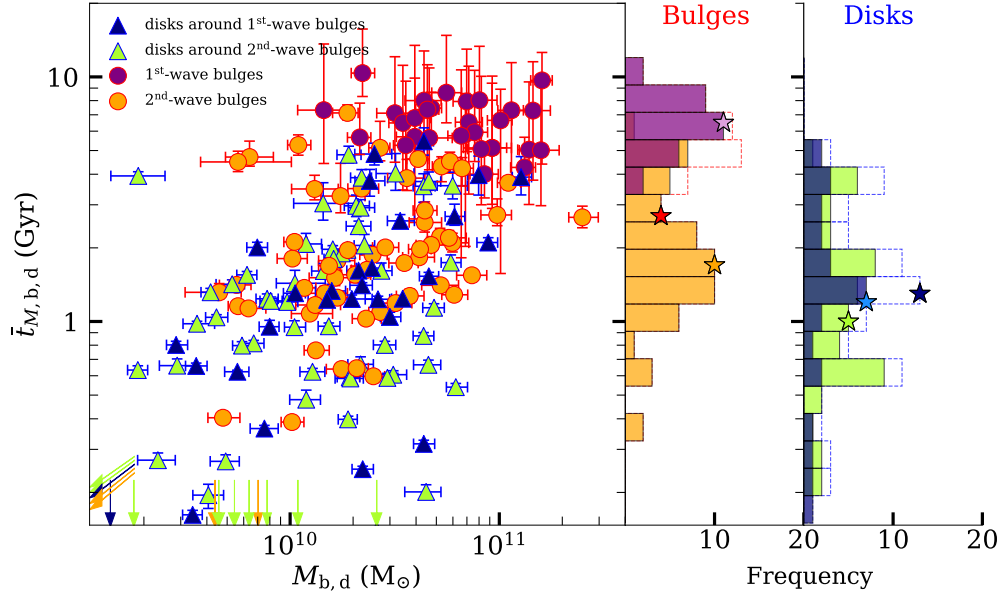 Bulges
Disks
disks around 1st-wave bulges
disks around 2nd-wave bulges
1st-wave bulges
2nd-wave bulges
10
1
t̄M, b, d (Gyr)
10^10
10^11
10
20
10
20
Mb, d (M⊙)
Frequency